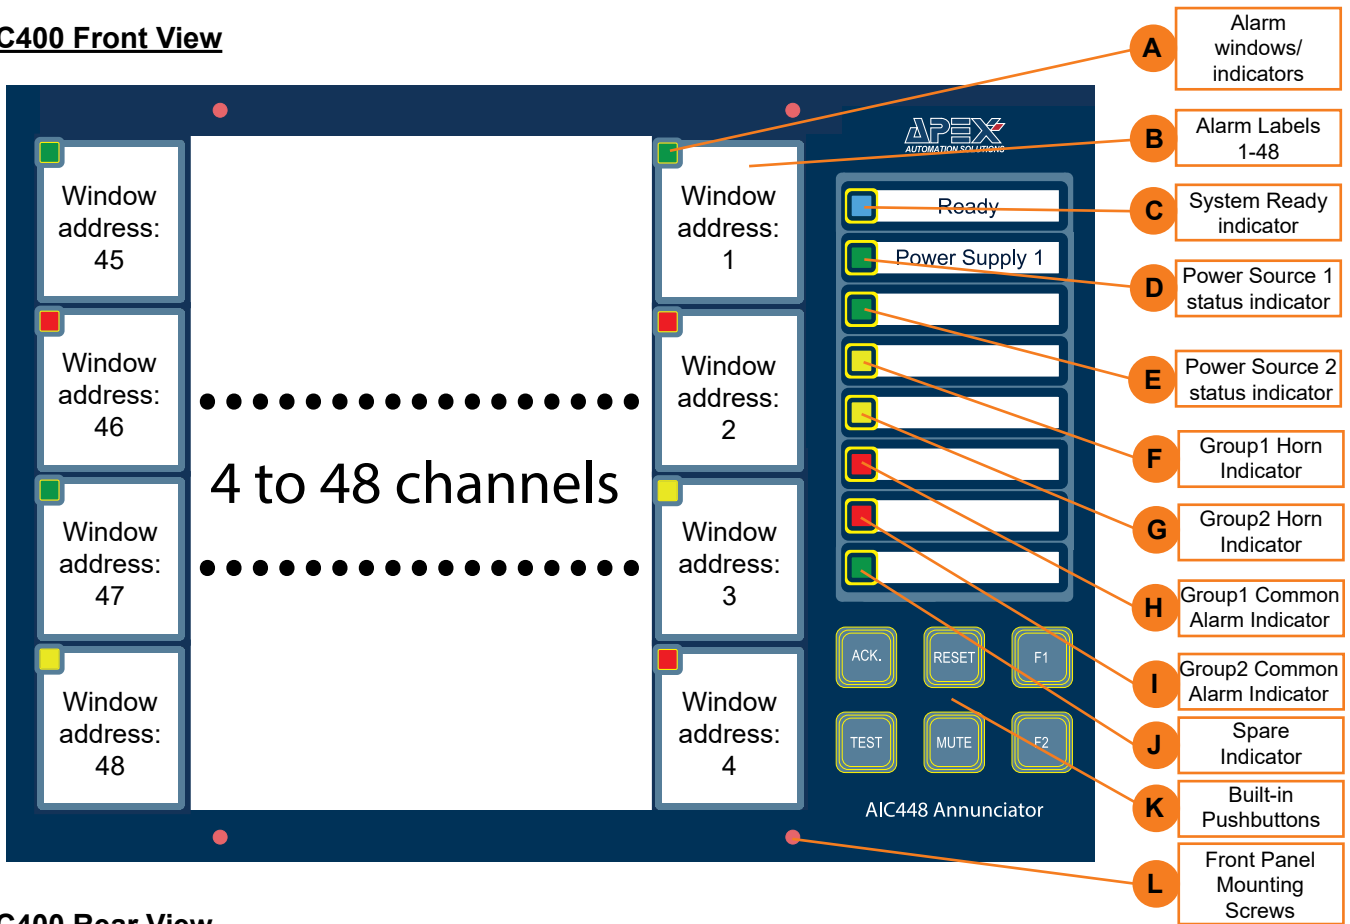 C400 Front View
A
Alarm
windows/
indicators
B
Alarm Labels
1-48
C
System Ready
indicator
D
Power Source 1
status indicator
E
Power Source 2
status indicator
F
Group1 Horn
Indicator
G
Group2 Horn
Indicator
H
Group1 Common
Alarm Indicator
I
Group2 Common
Alarm Indicator
J
Spare
Indicator
K
Built-in
Pushbuttons
L
Front Panel
Mounting
Screws
Window
address:
45
Window
address:
46
Window
address:
47
Window
address:
48
4 to 48 channels
Window
address:
1
Window
address:
2
Window
address:
3
Window
address:
4
APEX
AUTOMATION SOLUTIONS
Ready
Power Supply 1
ACK.
RESET
F1
TEST
MUTE
F2
AIC448 Annunciator
C400 Rear View